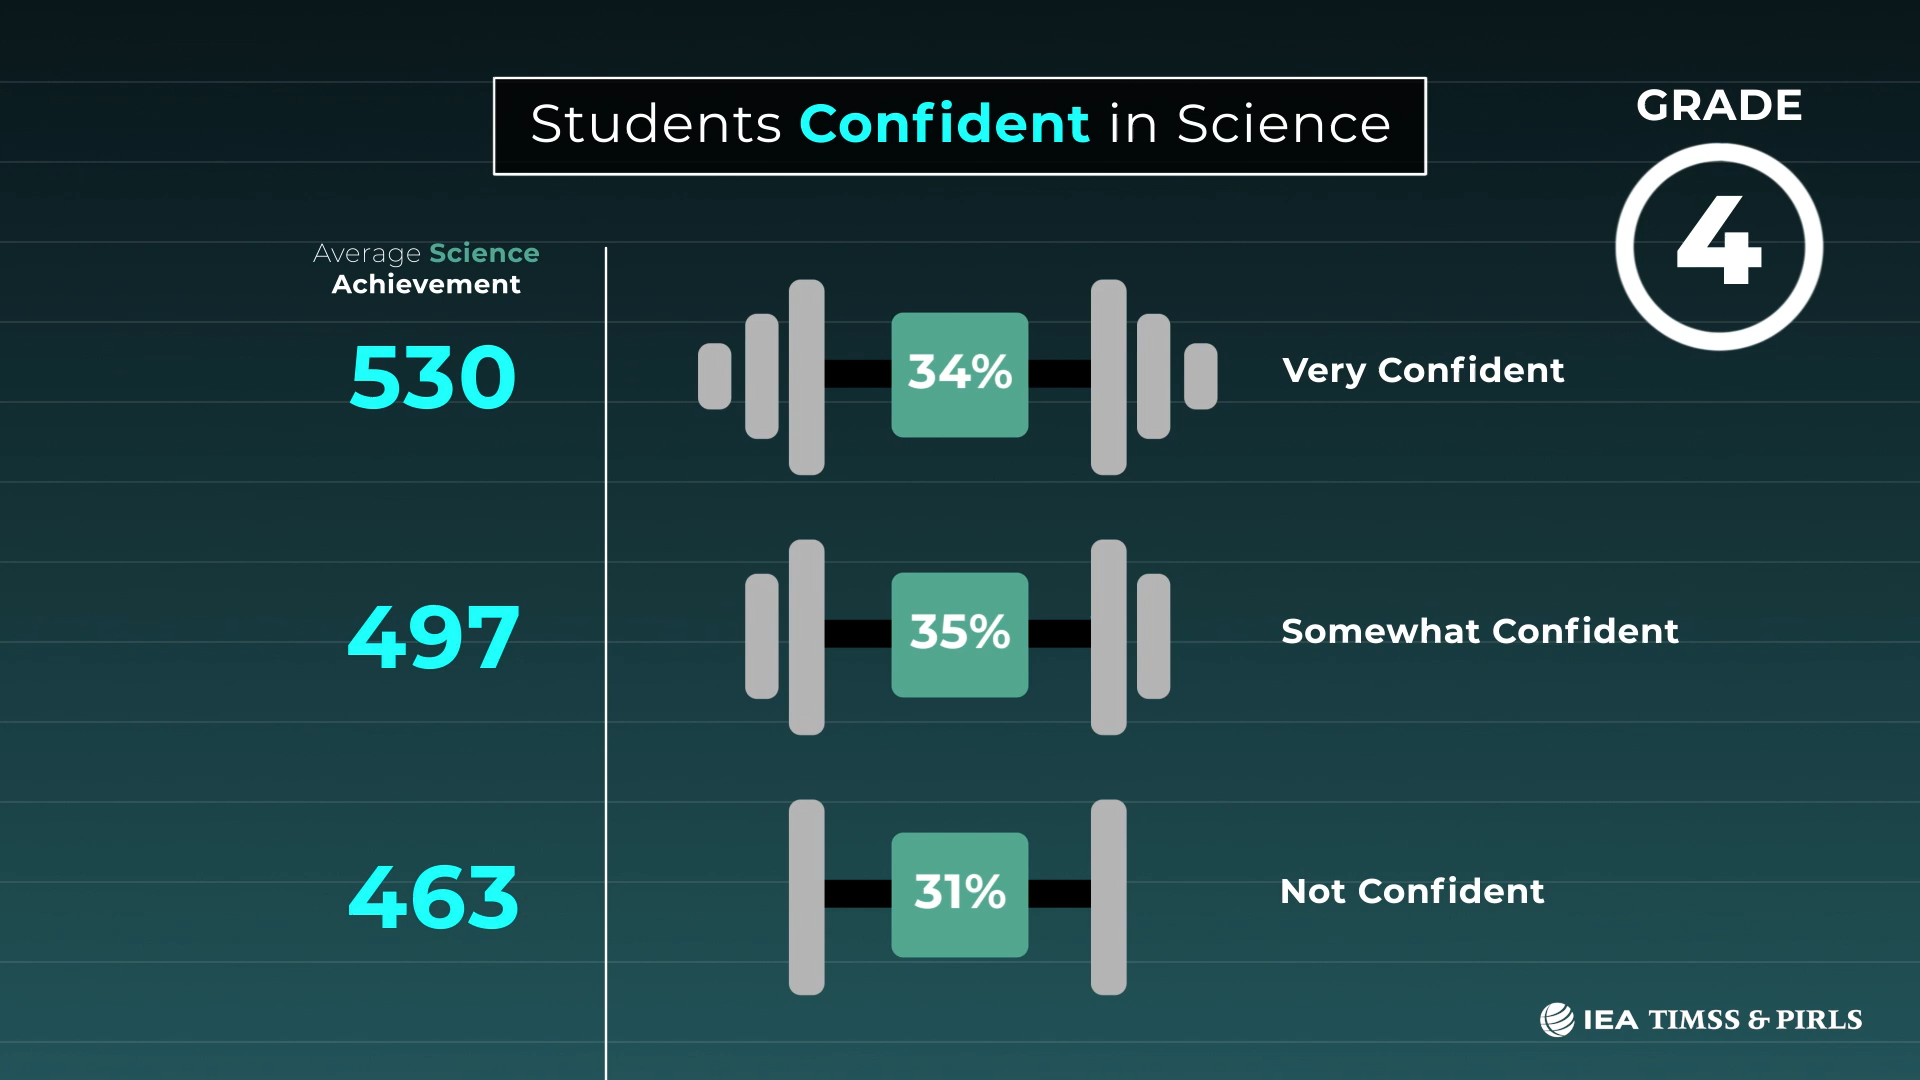 Students Confident in Science
GRADE
4
Average Science
Achievement
530
34%
Very Confident
497
35%
Somewhat Confident
463
31%
Not Confident
IEA TIMSS & PIRLS